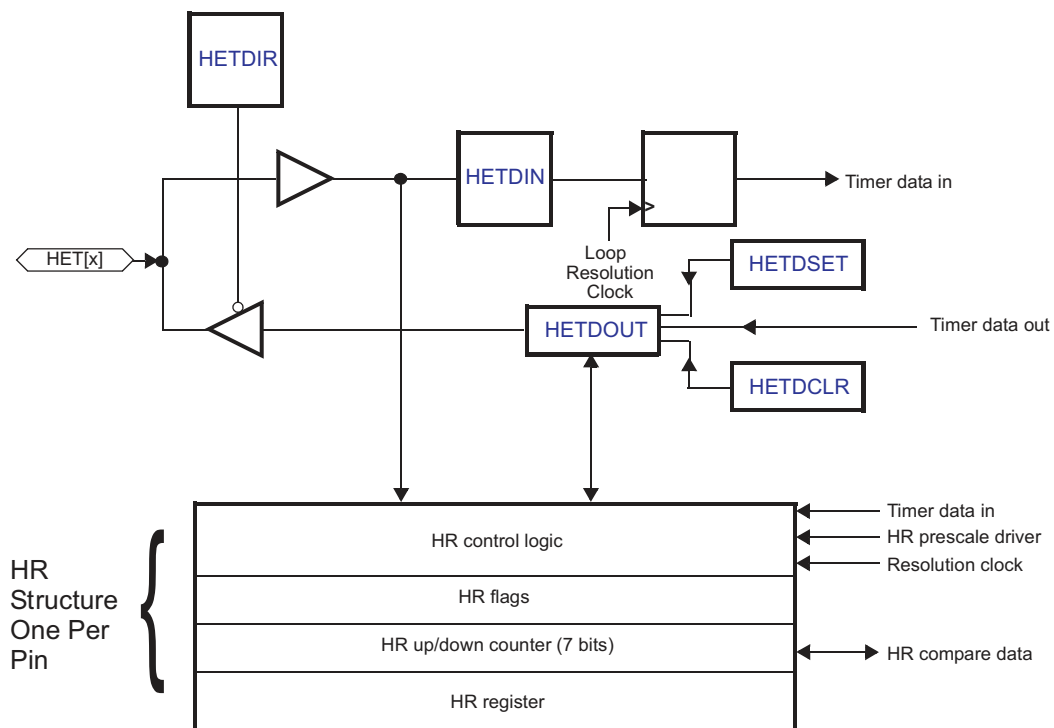 HETDIR
HETDIN
Timer data in
HET[x]
Loop
Resolution
Clock
HETDSET
HETDOUT
Timer data out
HETDCLR
HR
Structure
One Per
Pin
HR control logic
HR flags
HR up/down counter (7 bits)
HR register
Timer data in
HR prescale driver
Resolution clock
HR compare data